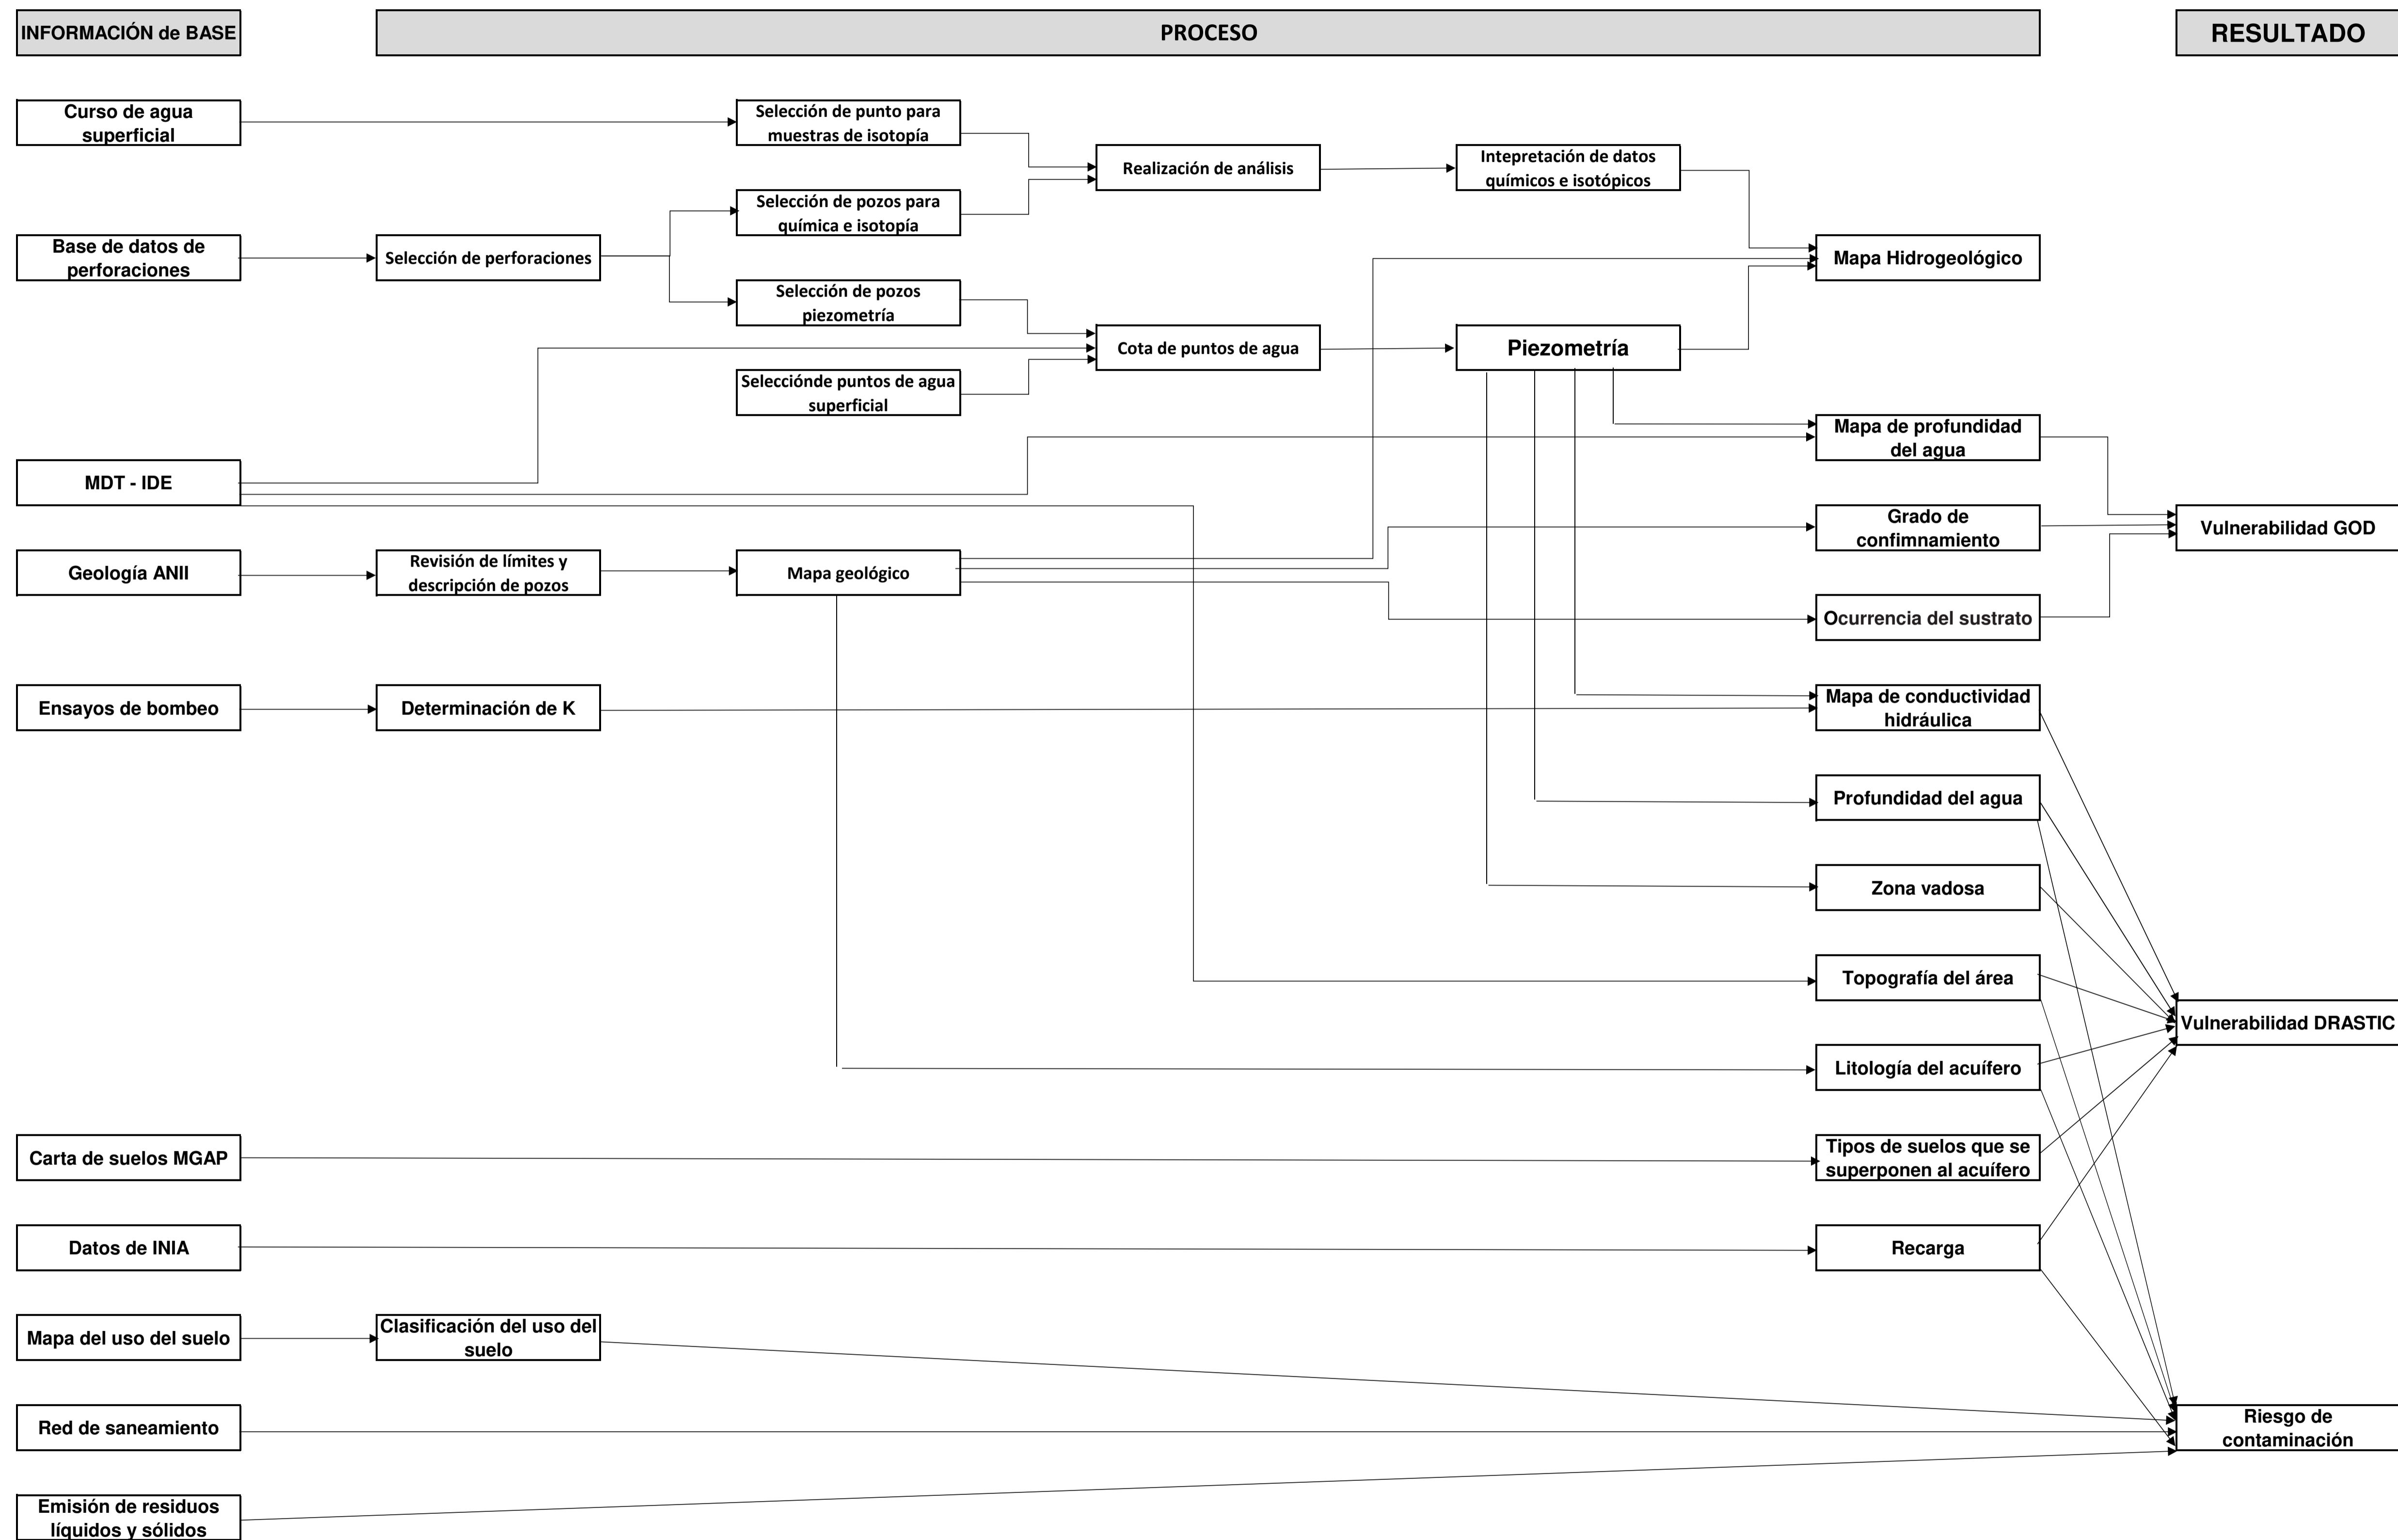 INFORMACIÓN de BASE
PROCESO
RESULTADO
Curso de agua
superficial
Selección de punto para
muestras de isotopía
Realización de análisis
Intepretación de datos
químicos e isotópicos
Selección de pozos para
química e isotopía
Base de datos de
perforaciones
Selección de perforaciones
Mapa Hidrogeológico
Selección de pozos
piezometría
Cota de puntos de agua
Piezometría
Selecciónde puntos de agua
superficial
Mapa de profundidad
del agua
MDT - IDE
Grado de
confimnamiento
Vulnerabilidad GOD
Geología ANII
Revisión de límites y
descripción de pozos
Mapa geológico
Ocurrencia del sustrato
Ensayos de bombeo
Determinación de K
Mapa de conductividad
hidráulica
Profundidad del agua
Zona vadosa
Topografía del área
Vulnerabilidad DRASTIC
Litología del acuífero
Carta de suelos MGAP
Tipos de suelos que se
superponen al acuífero
Datos de INIA
Recarga
Mapa del uso del suelo
Clasificación del uso del
suelo
Red de saneamiento
Riesgo de
contaminación
Emisión de residuos
líquidos y sólidos